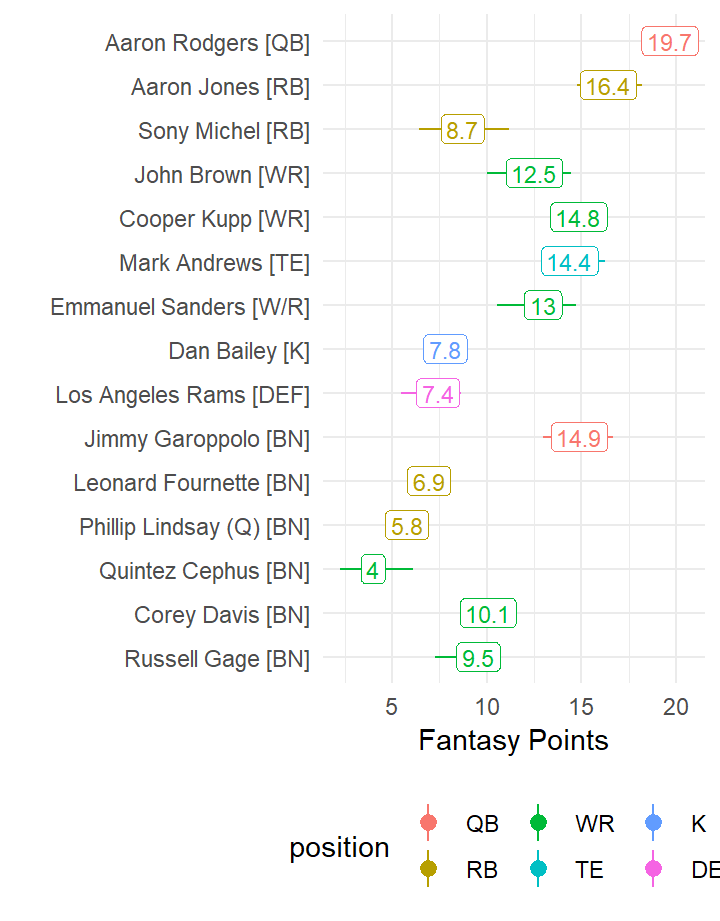 Aaron Rodgers [QB] 19.7
Aaron Jones [RB] 16.4
Sony Michel [RB] 8.7
John Brown [WR] 12.5
Cooper Kupp [WR] 14.8
Mark Andrews [TE] 14.4
Emmanuel Sanders [W/R] 13
Dan Bailey [K] 7.8
Los Angeles Rams [DEF] 7.4
Jimmy Garoppolo [BN] 14.9
Leonard Fournette [BN] 6.9
Phillip Lindsay (Q) [BN] 5.8
Quintez Cephus [BN] 4
Corey Davis [BN] 10.1
Russell Gage [BN] 9.5
5 10 15 20
Fantasy Points
position
QB WR K
RB TE DE